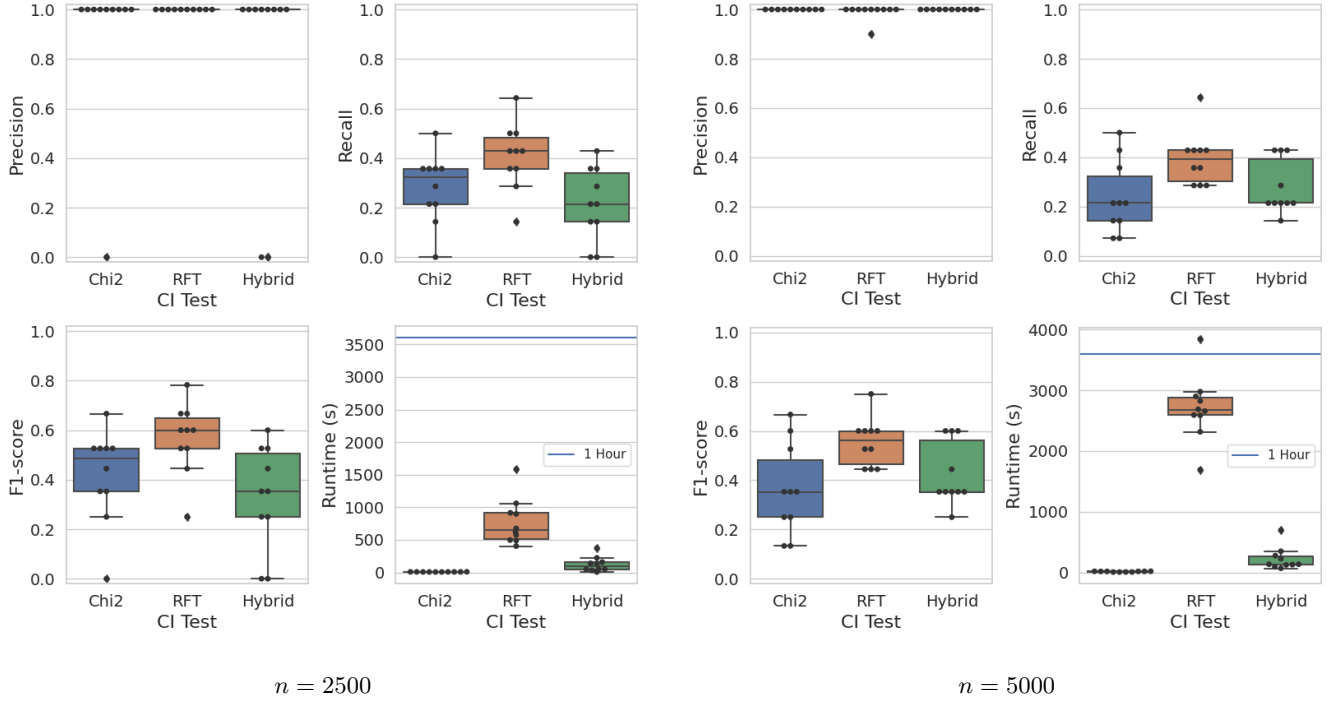 1.0
0.8
0.6
0.4
0.2
0.0
Precision
Chi2 RFT Hybrid
CI Test
1.0
0.8
0.6
0.4
0.2
0.0
Recall
Chi2 RFT Hybrid
CI Test
1.0
0.8
0.6
0.4
0.2
0.0
Precision
Chi2 RFT Hybrid
CI Test
1.0
0.8
0.6
0.4
0.2
0.0
Recall
Chi2 RFT Hybrid
CI Test
1.0
0.8
0.6
0.4
0.2
0.0
F1-score
Chi2 RFT Hybrid
CI Test
3500
3000
2500
2000
1500
1000
500
0
Runtime (s)
1 Hour
Chi2 RFT Hybrid
CI Test
1.0
0.8
0.6
0.4
0.2
0.0
F1-score
Chi2 RFT Hybrid
CI Test
4000
3000
2000
1000
0
Runtime (s)
1 Hour
Chi2 RFT Hybrid
CI Test
n = 2500
n = 5000